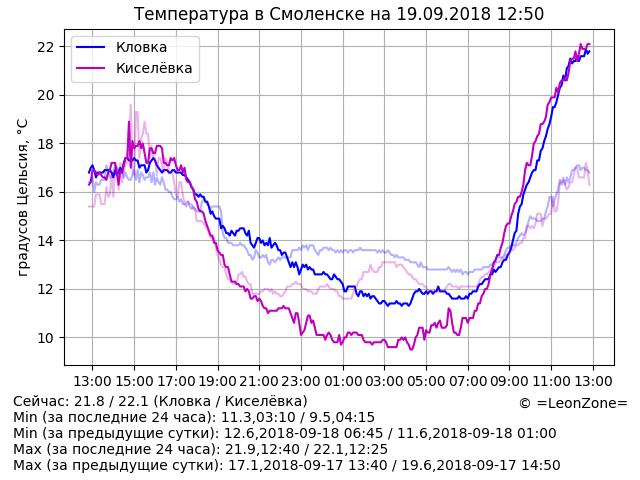 Температура в Смоленске на 19.09.2018 12:50
Кловка
Киселёвка
градусов Цельсия, °C
22
20
18
16
14
12
10
13:00 15:00 17:00 19:00 21:00 23:00 01:00 03:00 05:00 07:00 09:00 11:00 13:00
Сейчас: 21.8 / 22.1 (Кловка / Киселёвка)
© =LeonZone=
Min (за последние 24 часа): 11.3,03:10 / 9.5,04:15
Min (за предыдущие сутки): 12.6,2018-09-18 06:45 / 11.6,2018-09-18 01:00
Max (за последние 24 часа): 21.9,12:40 / 22.1,12:25
Max (за предыдущие сутки): 17.1,2018-09-17 13:40 / 19.6,2018-09-17 14:50